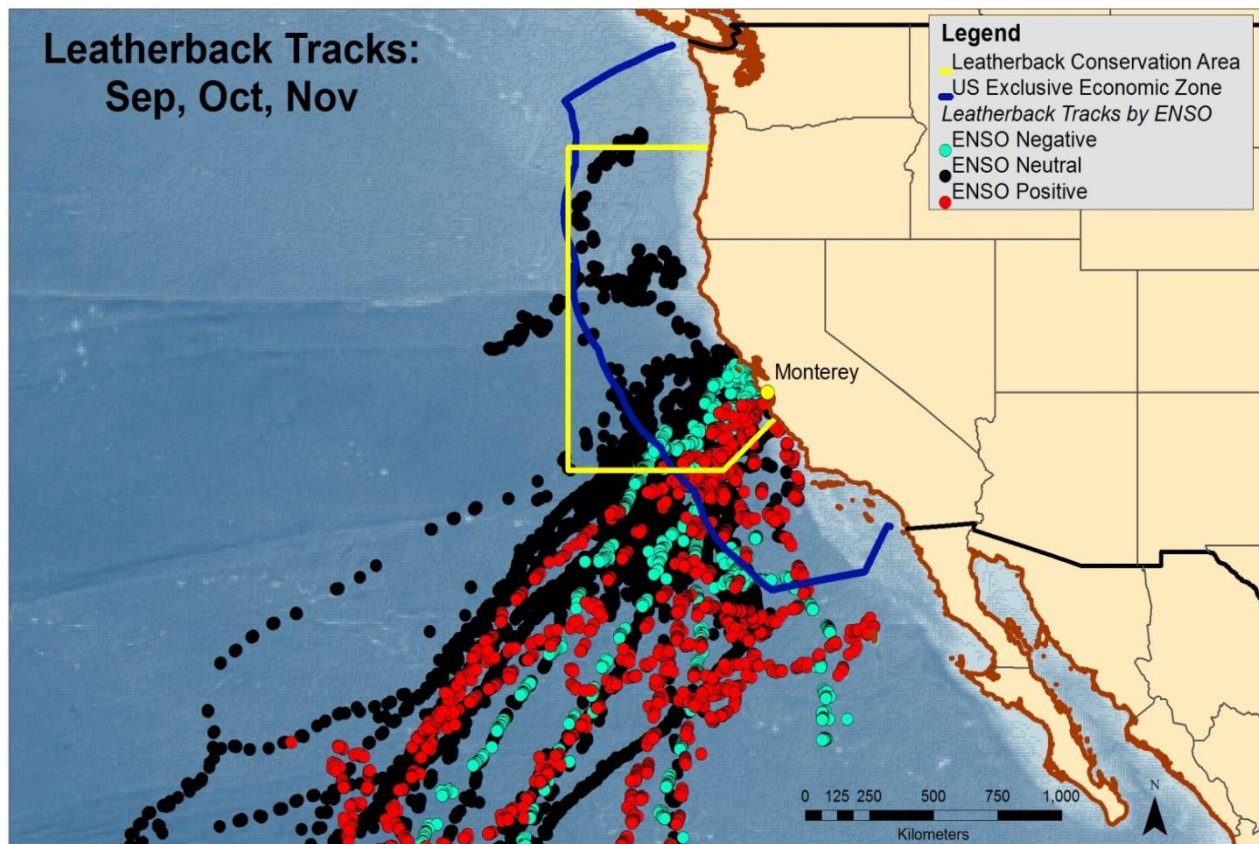 Leatherback Tracks:
Sep, Oct, Nov
Legend
Leatherback Conservation Area
US Exclusive Economic Zone
Leatherback Tracks by ENSO
ENSO Negative
ENSO Neutral
ENSO Positive
Monterey
N
0 125 250 500 750 1,000
Kilometers